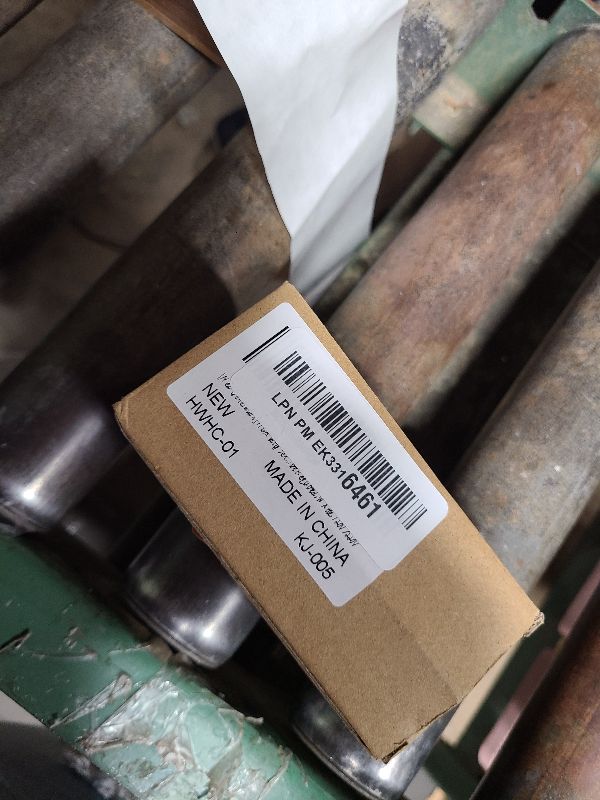 LPN PM EK3316461
NEW
MADE IN CHINA
HWHC-01
KJ-005